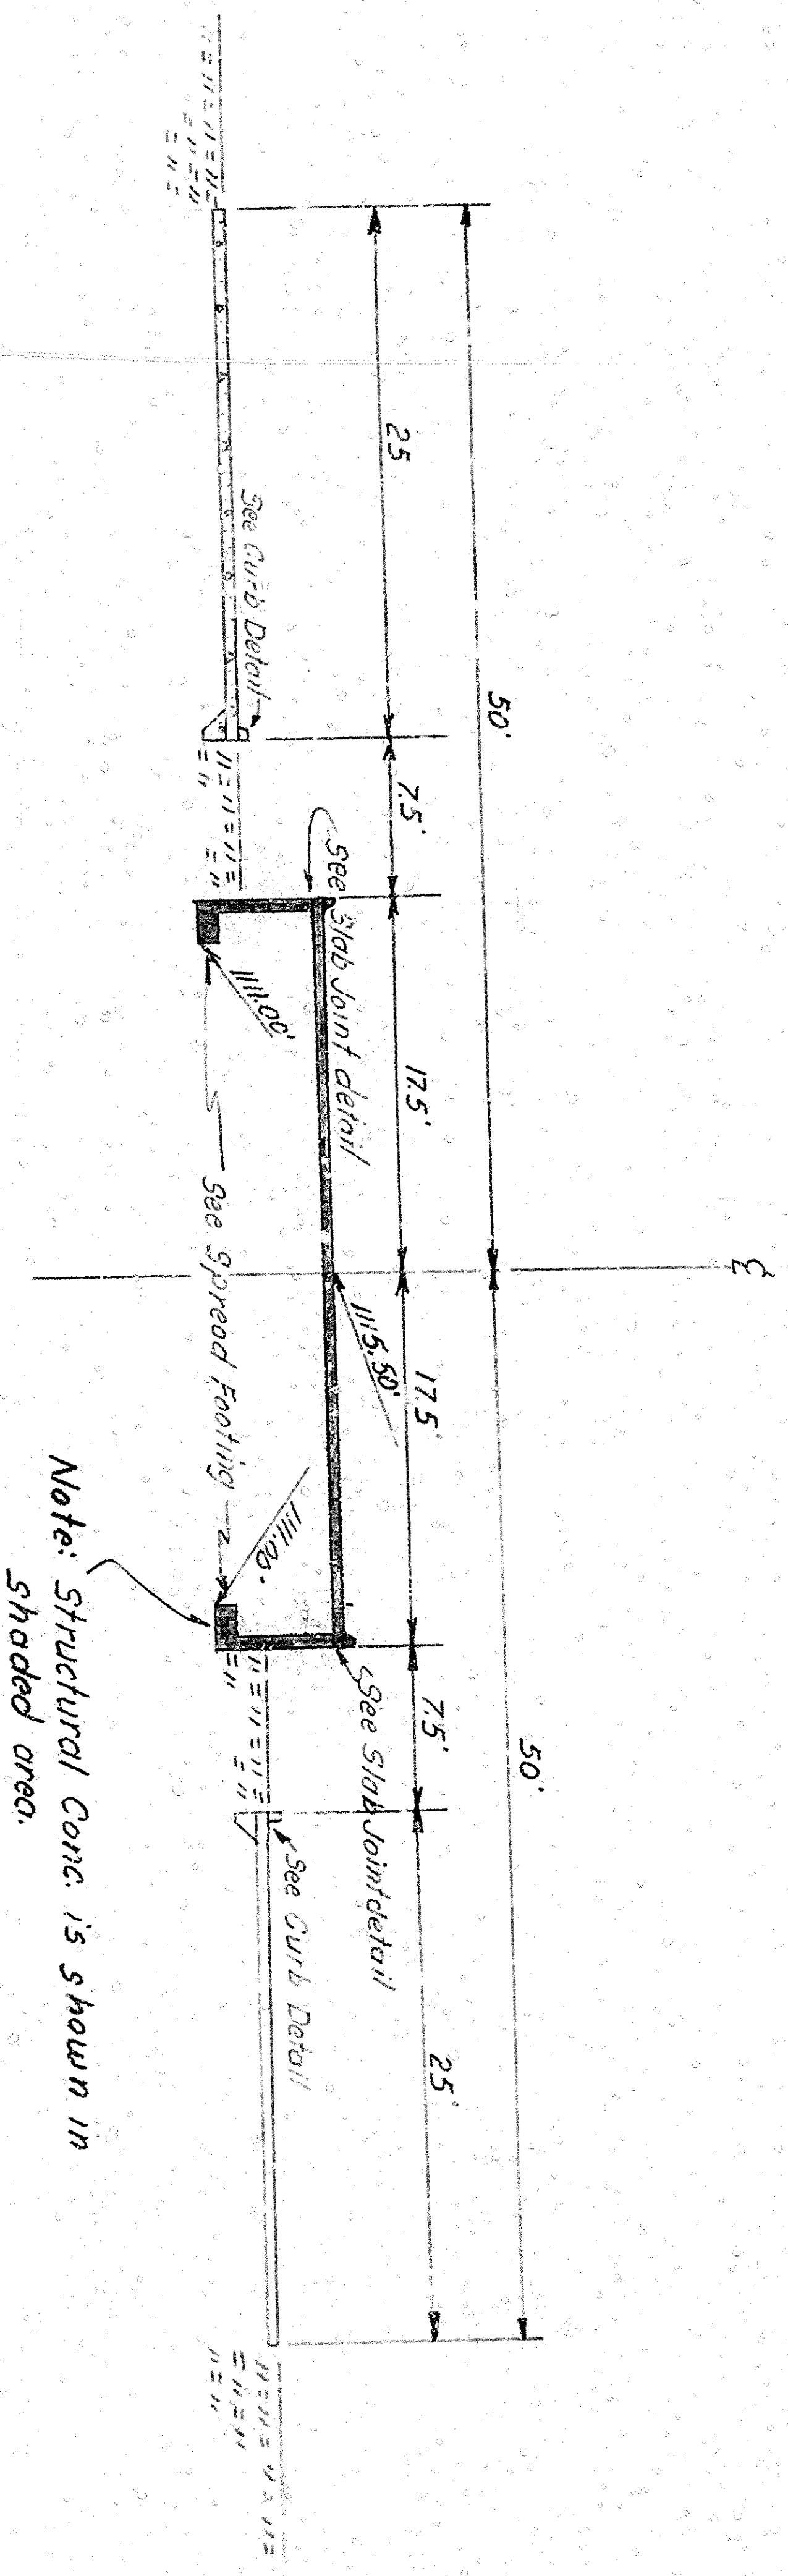 ℄
50'
50'
25
7.5'
17.5'
17.5'
7.5'
25'
See Curb Detail
See Slab Joint detail
1115.50'
See Slab Joint detail
See Curb Detail
1111.00'
See Spread Footing
1111.00'
Note: Structural Conc. is shown in
shaded area.